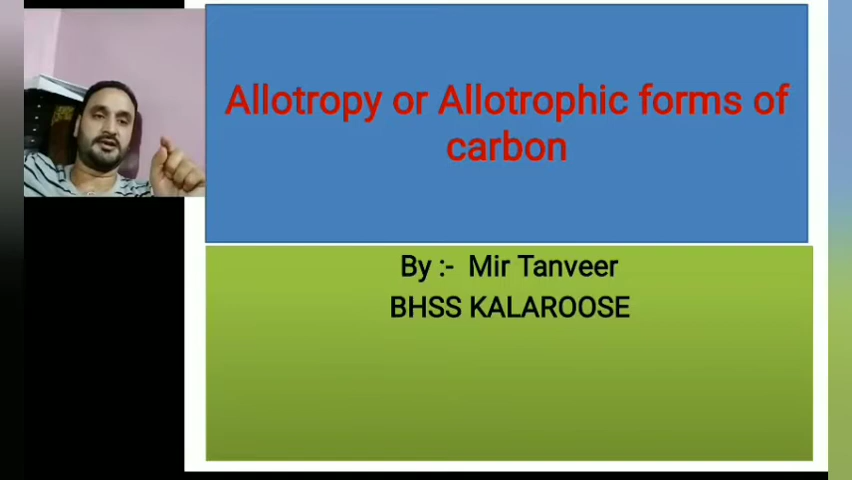 Allotropy or Allotrophic forms of
carbon
By :- Mir Tanveer
BHSS KALAROOSE